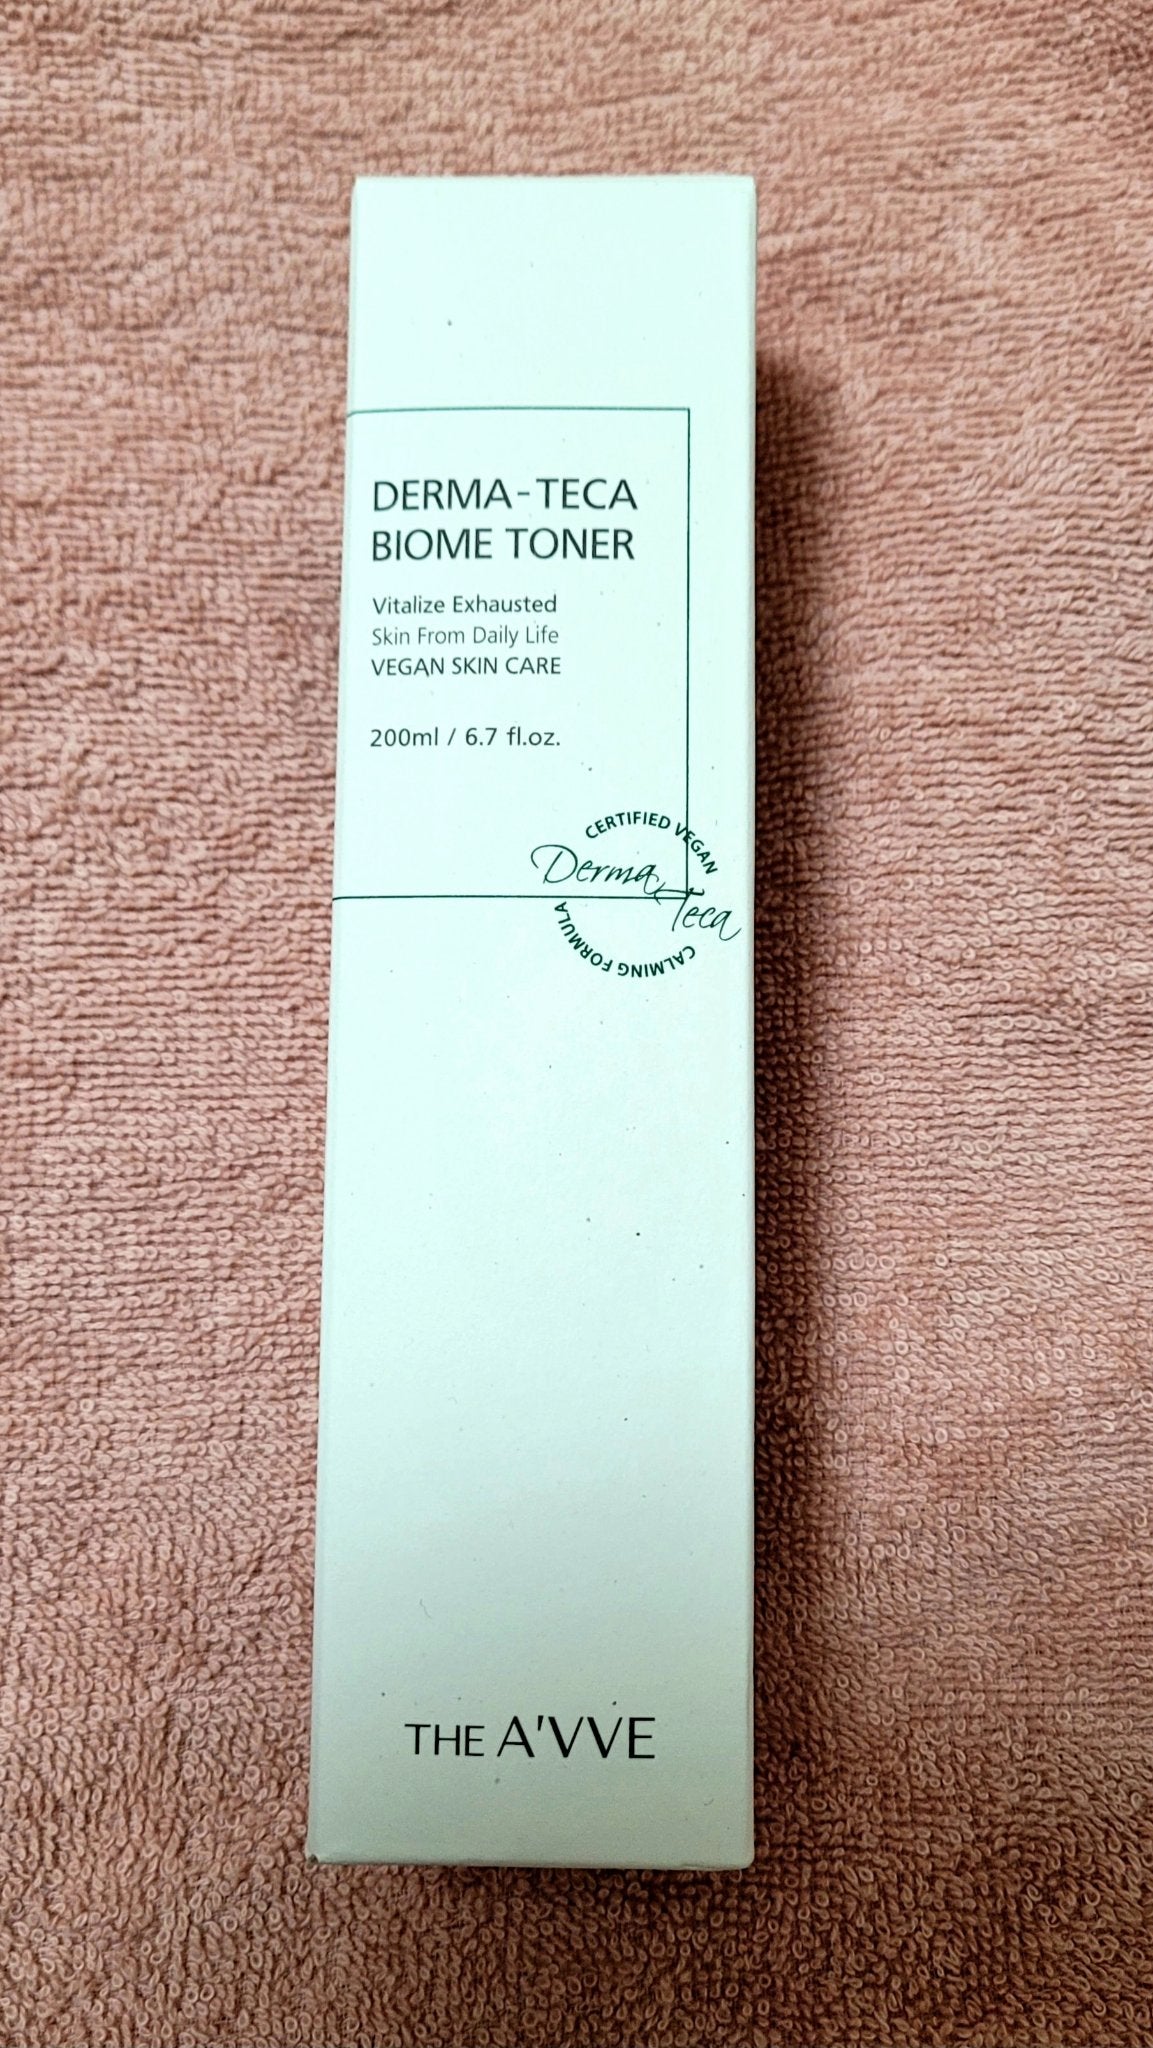 DERMA-TECA
BIOME TONER
Vitalize Exhausted
Skin From Daily Life
VEGAN SKIN CARE
200ml / 6.7 fl.oz.
CERTIFIED VEGAN
Derma Teca
CALMING FORMULA
THE A'VVE